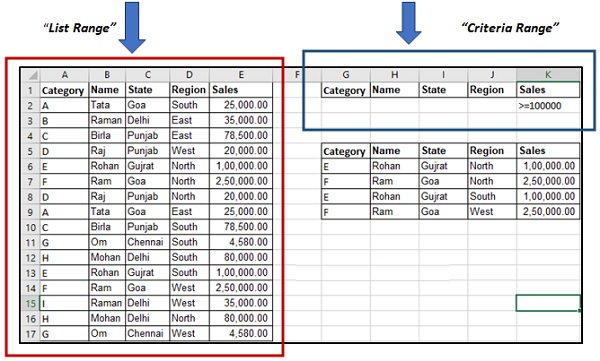 “List Range”
“Criteria Range”
A B C D E F G H I J K
1 Category Name State Region Sales Category Name State Region Sales
2 A Tata Goa South 25,000.00 >=100000
3 B Raman Delhi East 35,000.00
4 C Birla Punjab East 78,500.00
5 D Raj Punjab West 20,000.00 Category Name State Region Sales
6 E Rohan Gujrat North 1,00,000.00 E Rohan Gujrat North 1,00,000.00
7 F Ram Goa North 2,50,000.00 F Ram Goa North 2,50,000.00
8 D Raj Punjab North 20,000.00 E Rohan Gujrat South 1,00,000.00
9 A Tata Goa East 25,000.00 F Ram Goa West 2,50,000.00
10 C Birla Punjab South 78,500.00
11 G Om Chennai South 4,580.00
12 H Mohan Delhi South 80,000.00
13 E Rohan Gujrat South 1,00,000.00
14 F Ram Goa West 2,50,000.00
15 I Raman Delhi West 35,000.00
16 H Mohan Delhi North 80,000.00
17 G Om Chennai West 4,580.00